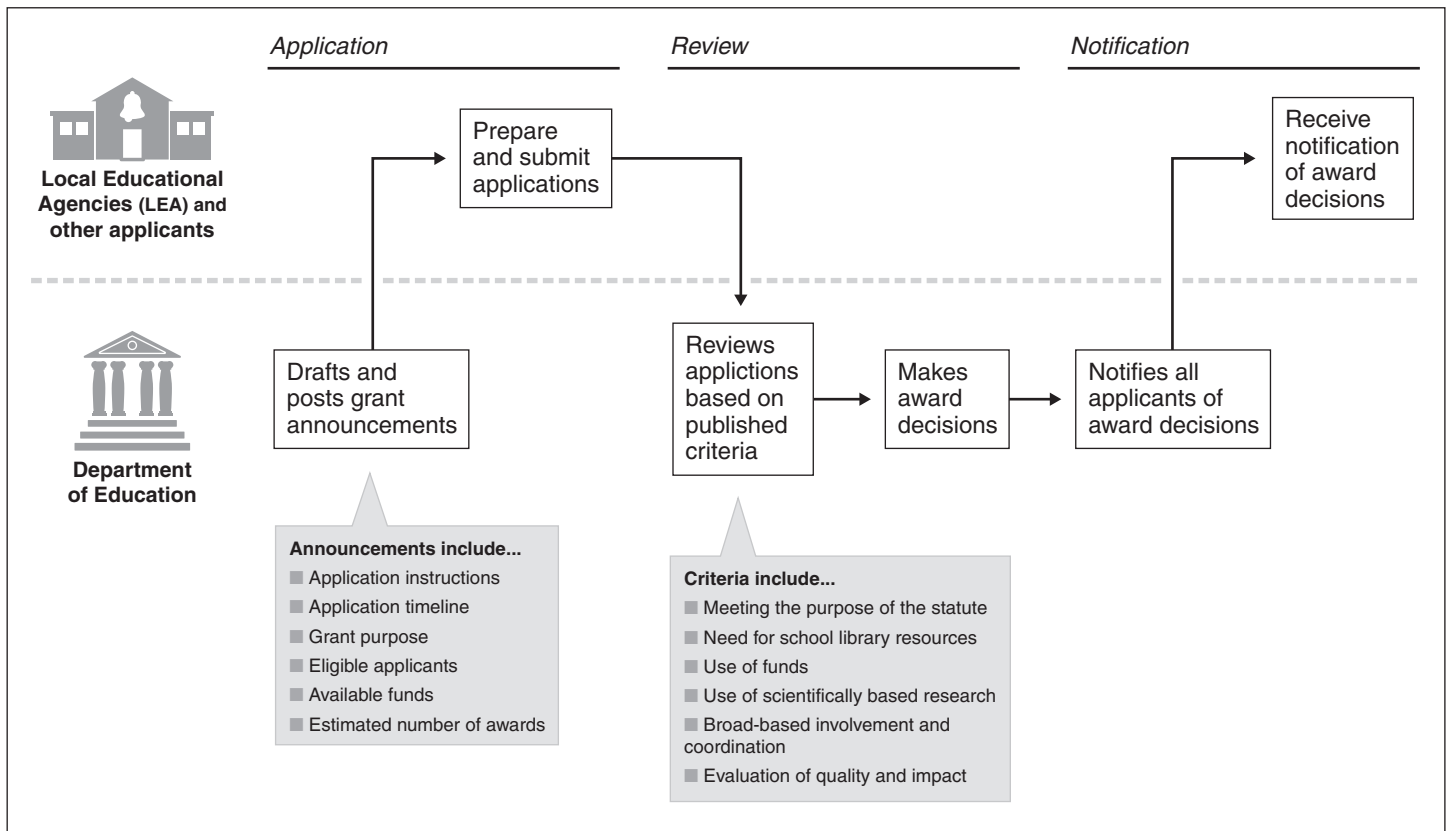 Application
Review
Notification
Local Educational
Agencies (LEA) and
other applicants
Prepare
and submit
applications
Receive
notification
of award
decisions
Department
of Education
Drafts and
posts grant
announcements
Reviews
applictions
based on
published
criteria
Makes
award
decisions
Notifies all
applicants of
award decisions
Announcements include...
Application instructions
Application timeline
Grant purpose
Eligible applicants
Available funds
Estimated number of awards
Criteria include...
Meeting the purpose of the statute
Need for school library resources
Use of funds
Use of scientifically based research
Broad-based involvement and
coordination
Evaluation of quality and impact